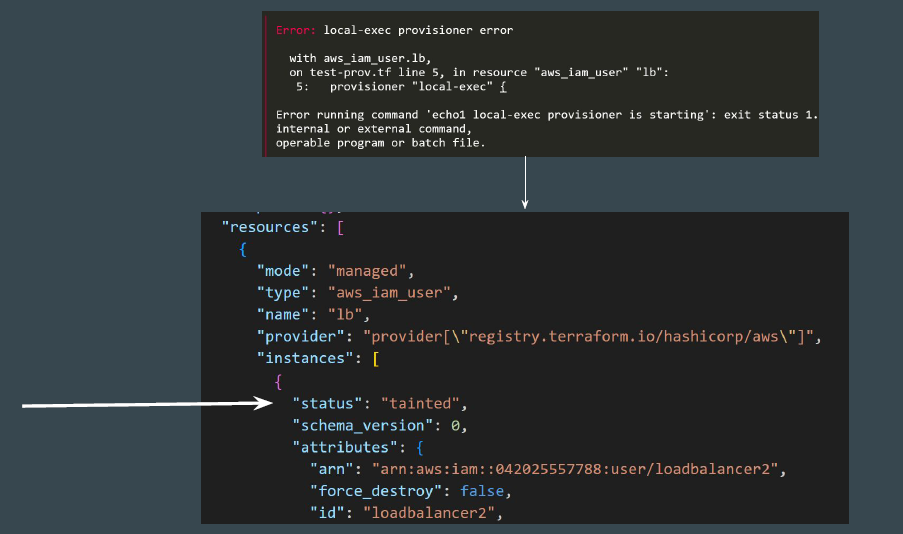 Error: local-exec provisioner error
with aws_iam_user.lb,
on test-prov.tf line 5, in resource "aws_iam_user" "lb":
5: provisioner "local-exec" {
Error running command 'echo1 local-exec provisioner is starting': exit status 1.
internal or external command,
operable program or batch file.
"resources": [
{
"mode": "managed",
"type": "aws_iam_user",
"name": "lb",
"provider": "provider[\"registry.terraform.io/hashicorp/aws\"]",
"instances": [
{
"status": "tainted",
"schema_version": 0,
"attributes": {
"arn": "arn:aws:iam::042025557788:user/loadbalancer2",
"force_destroy": false,
"id": "loadbalancer2",